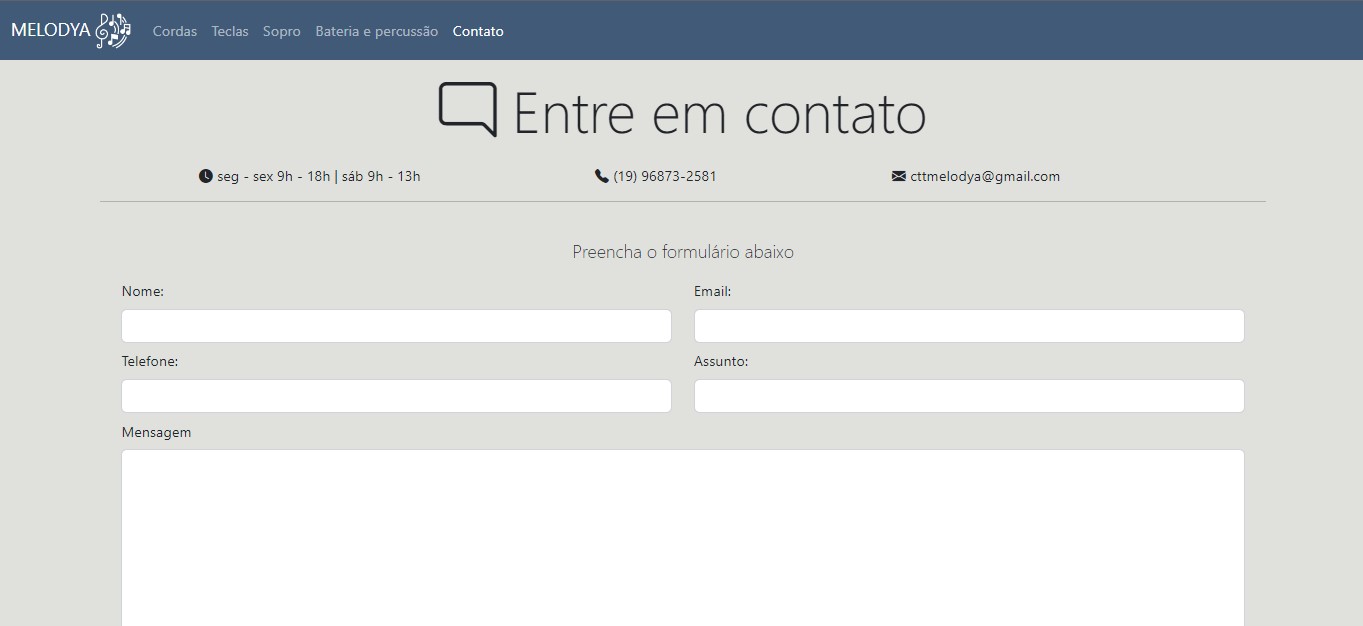 MELODYA Cordas Teclas Sopro Bateria e percussão Contato
Entre em contato
seg - sex 9h - 18h | sáb 9h - 13h (19) 96873-2581 cttmelodya@gmail.com
Preencha o formulário abaixo
Nome: Email:
Telefone: Assunto:
Mensagem